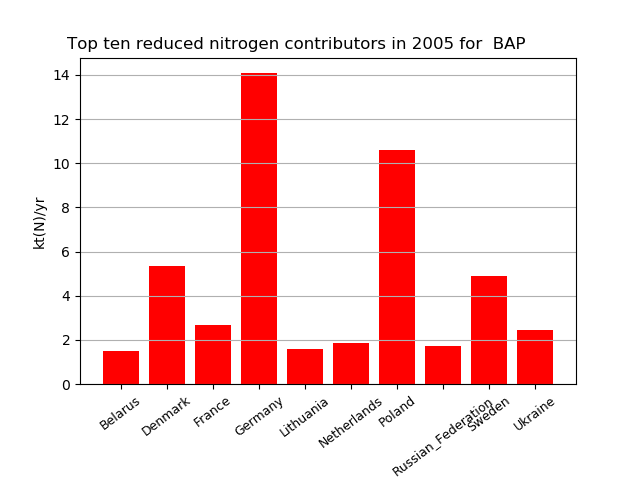 Top ten reduced nitrogen contributors in 2005 for  BAP
kt(N)/yr
14
12
10
8
6
4
2
0
Belarus
Denmark
France
Germany
Lithuania
Netherlands
Poland
Russian_Federation
Sweden
Ukraine